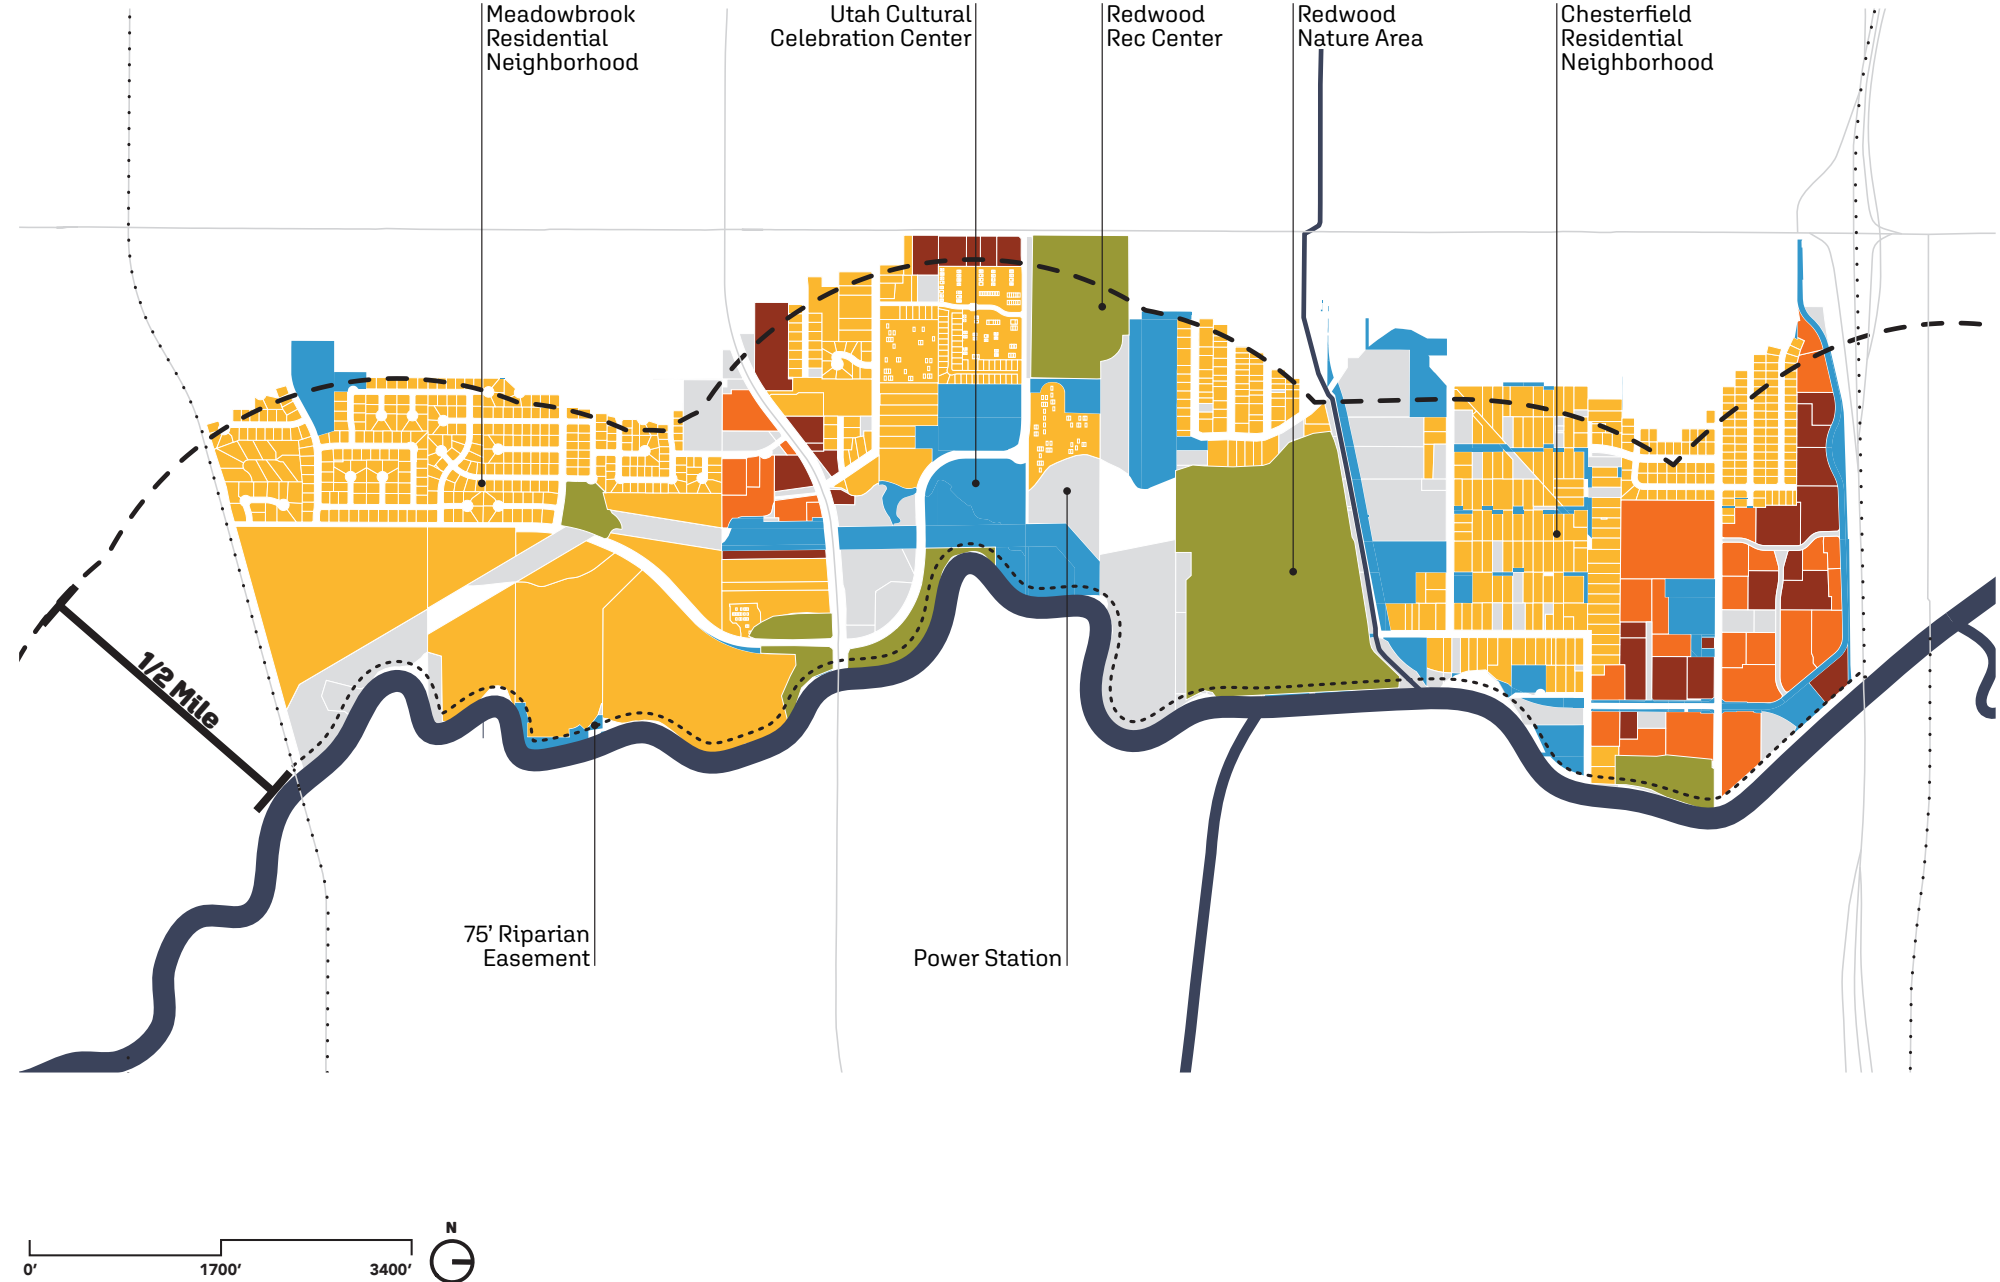 Meadowbrook
Residential
Neighborhood
Utah Cultural
Celebration Center
Redwood
Rec Center
Redwood
Nature Area
Chesterfield
Residential
Neighborhood
1/2 Mile
75’ Riparian
Easement
Power Station
N
0’
1700’
3400’